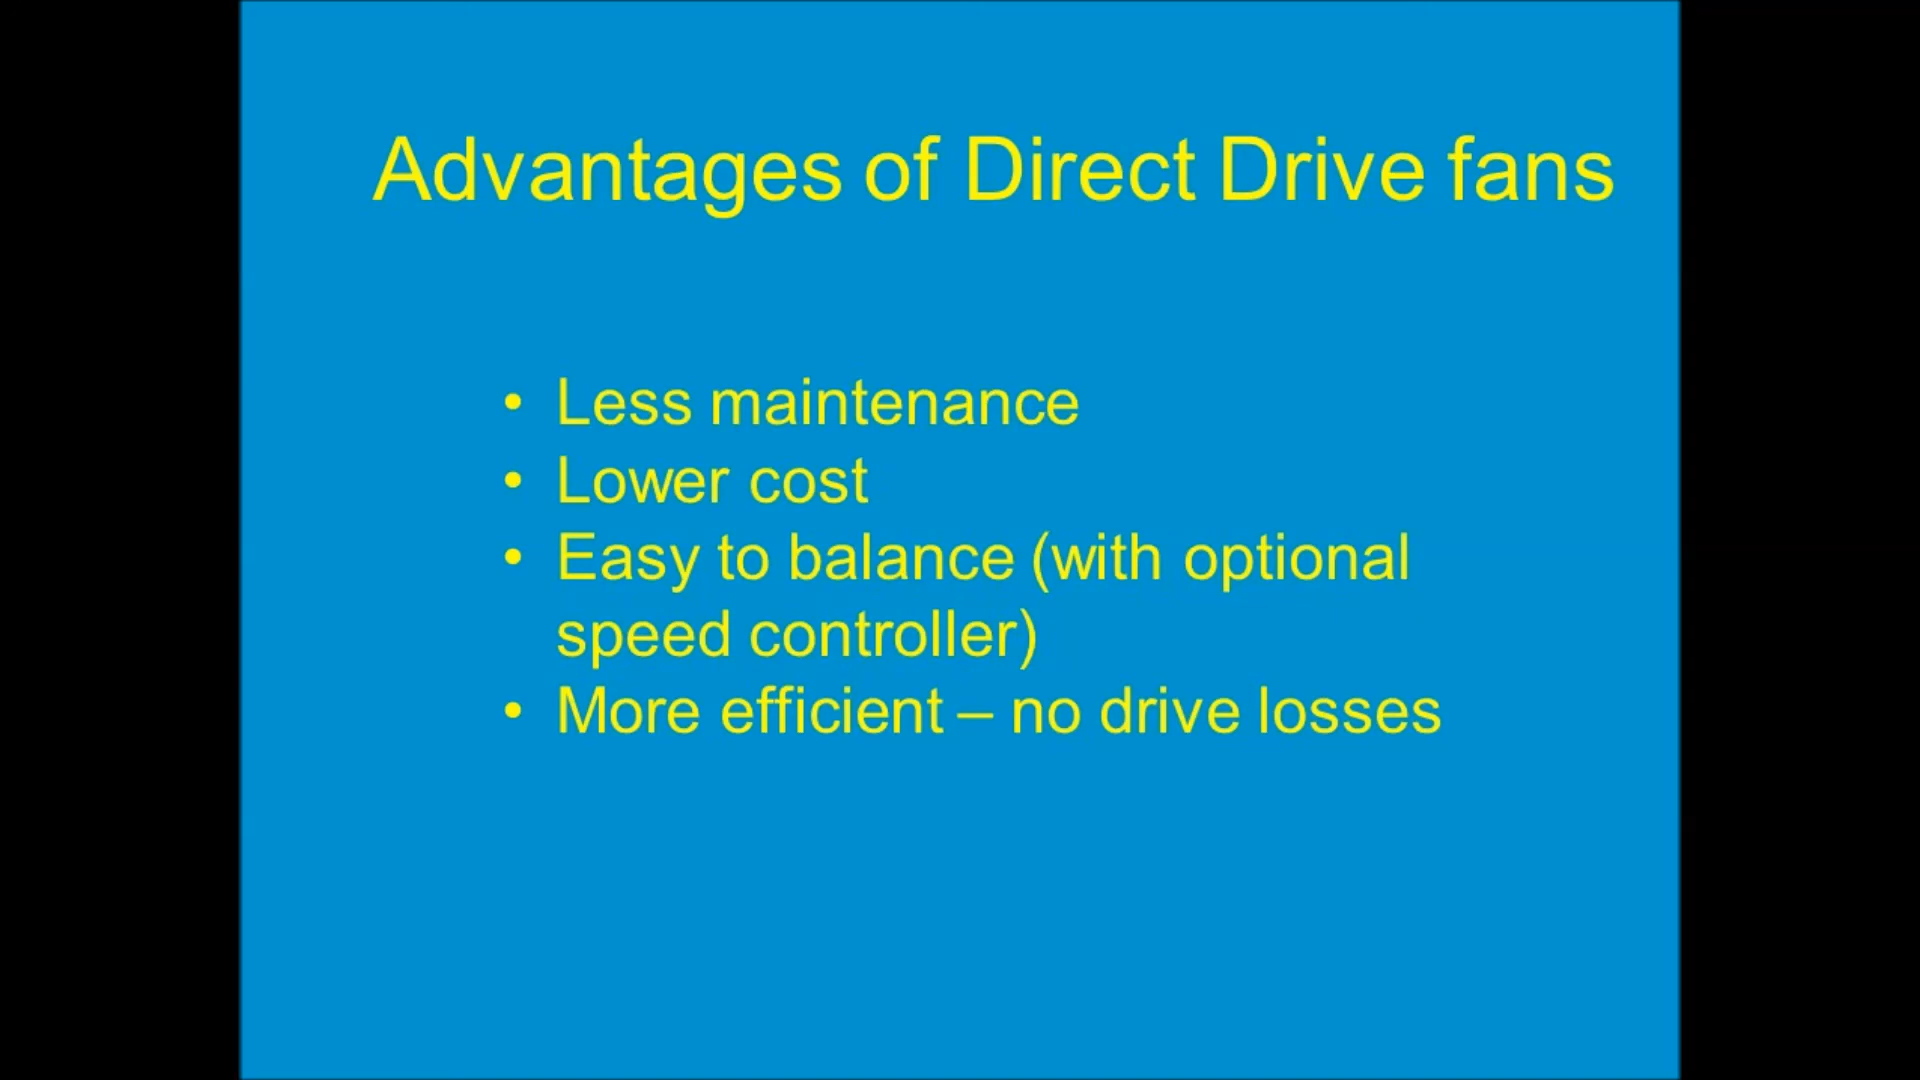 Advantages of Direct Drive fans
• Less maintenance
• Lower cost
• Easy to balance (with optional
speed controller)
• More efficient – no drive losses